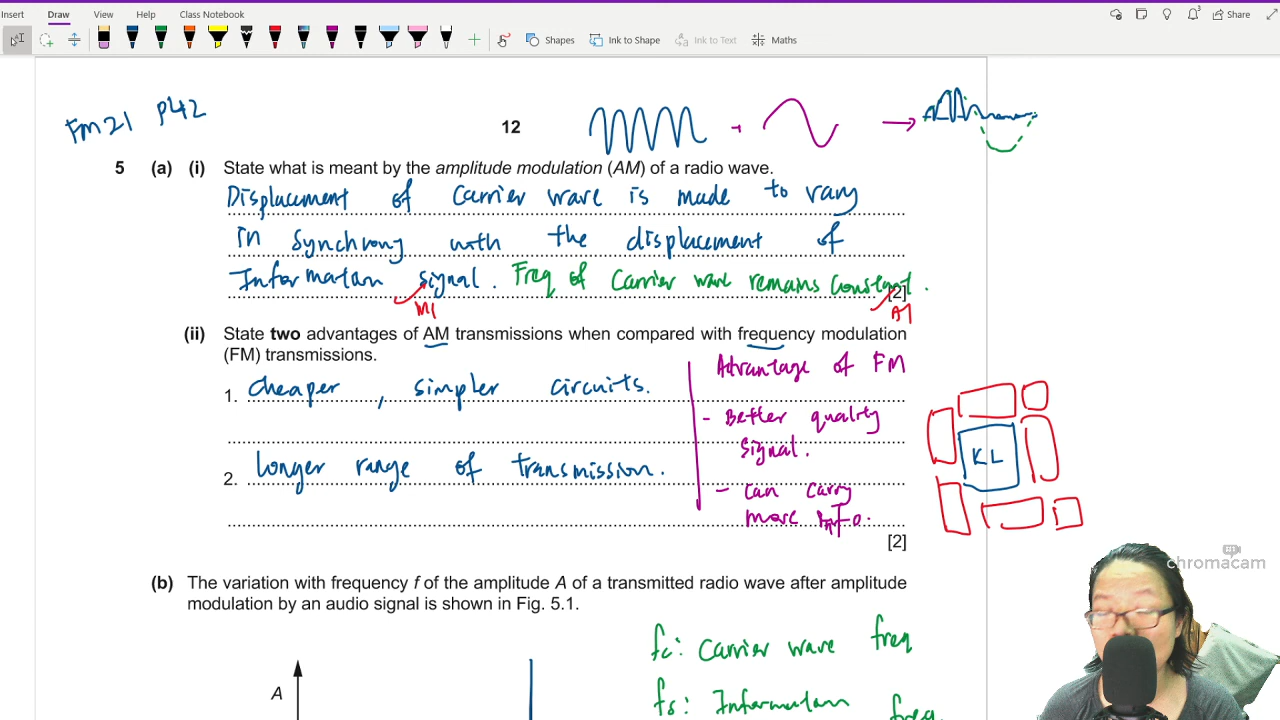 Insert Draw View Help Class Notebook
Share
Shapes Ink to Shape Ink to Text Maths
Fm21 P42
12
5 (a) (i) State what is meant by the amplitude modulation (AM) of a radio wave.
Displacement of carrier wave is made to vary
in synchrony with the displacement of
Information signal. Freq of carrier wave remains constant.
[2]
M1 A1
(ii) State two advantages of AM transmissions when compared with frequency modulation
(FM) transmissions.
1. cheaper, simpler circuits.
2. longer range of transmission.
Advantage of FM
- Better quality
signal.
- Can carry
more info.
[2]
KL
#1
chromacam
(b) The variation with frequency f of the amplitude A of a transmitted radio wave after amplitude
modulation by an audio signal is shown in Fig. 5.1.
fc: Carrier wave freq
A
fs: Information freq.